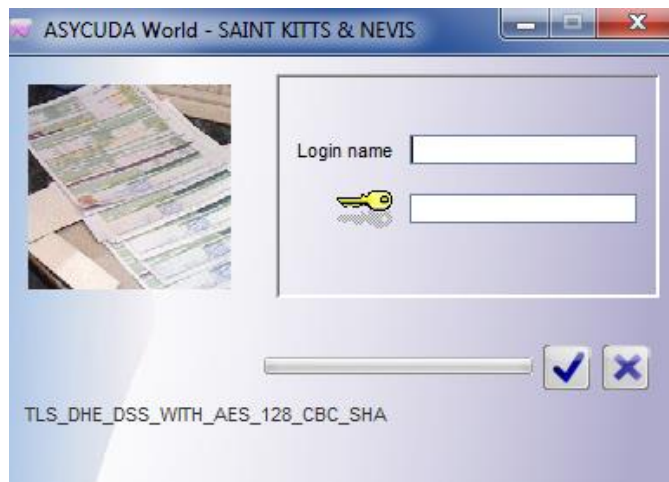 ASYCUDA World - SAINT KITTS & NEVIS
Login name
TLS_DHE_DSS_WITH_AES_128_CBC_SHA